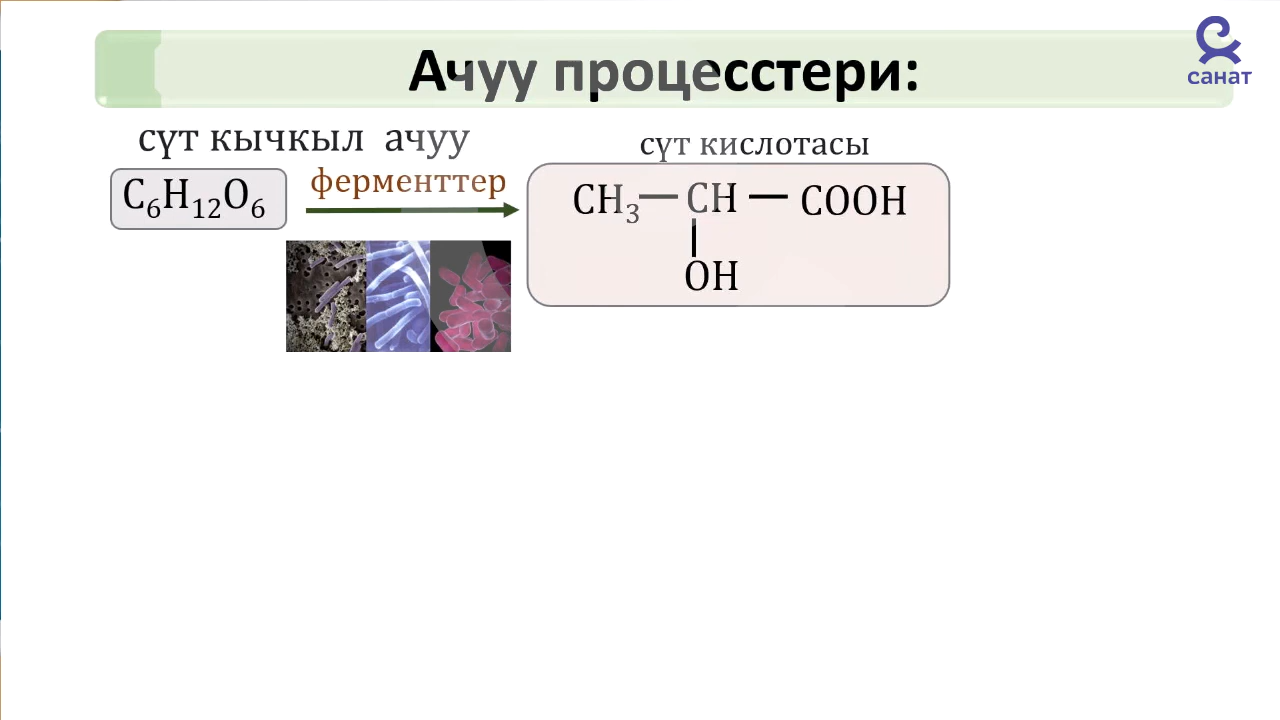 Ачуу процесстери:
санат
сүт кычкыл ачуу
сүт кислотасы
C₆H₁₂O₆
ферменттер
CH₃ — CH — COOH
OH